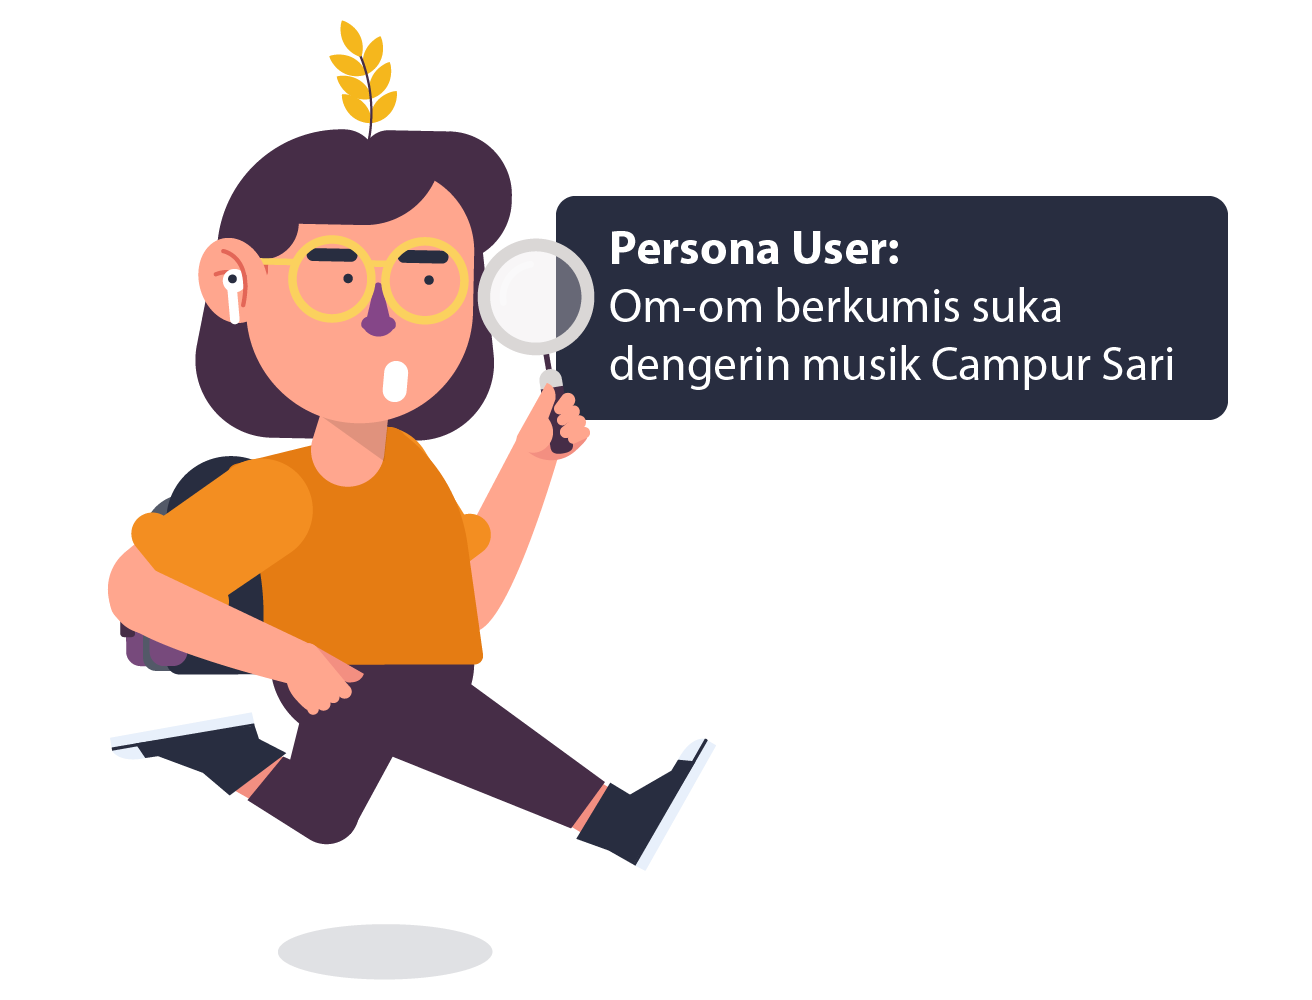 Persona User:
Om-om berkumis suka
dengerin musik Campur Sari